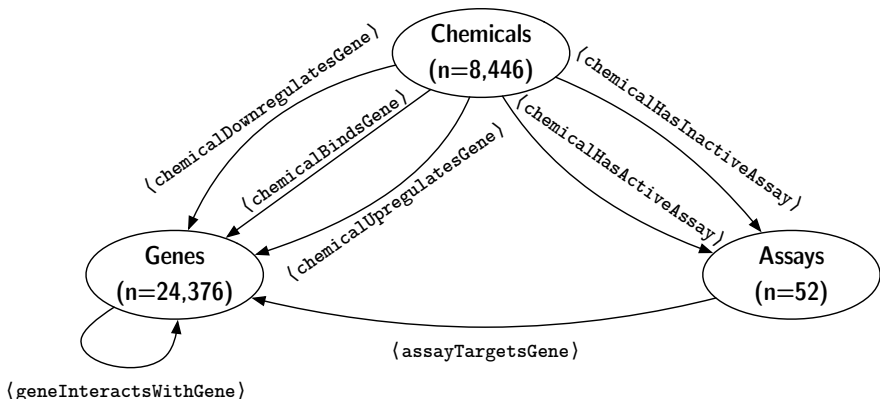 Chemicals
(n=8,446)
⟨chemicalDownregulatesGene⟩
⟨chemicalBindsGene⟩
⟨chemicalUpregulatesGene⟩
⟨chemicalHasActiveAssay⟩
⟨chemicalHasInactiveAssay⟩
Genes
(n=24,376)
Assays
(n=52)
⟨assayTargetsGene⟩
⟨geneInteractsWithGene⟩